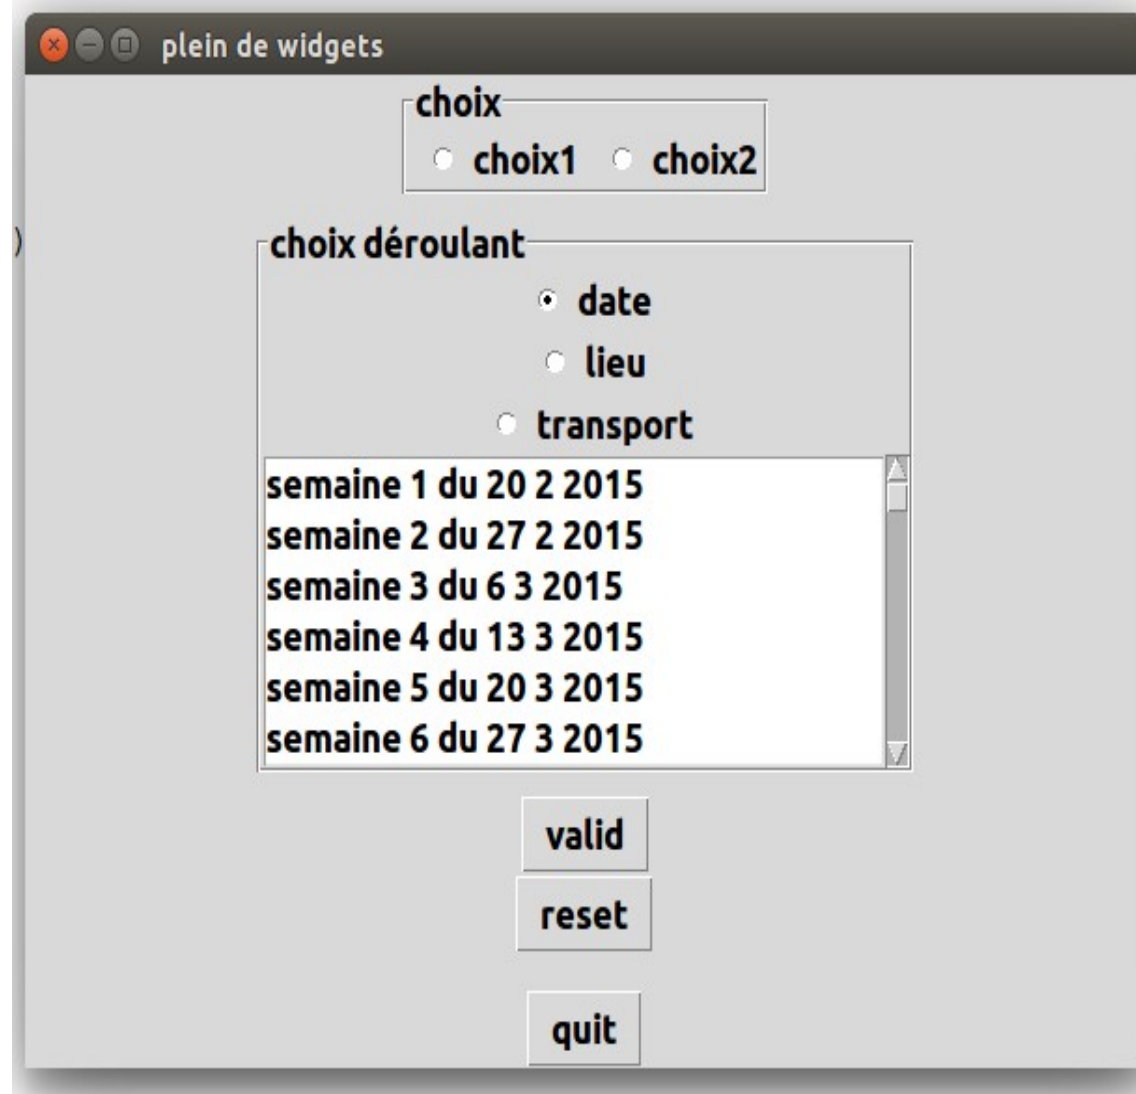 plein de widgets
choix
choix1 choix2
)
choix déroulant
date
lieu
transport
semaine 1 du 20 2 2015
semaine 2 du 27 2 2015
semaine 3 du 6 3 2015
semaine 4 du 13 3 2015
semaine 5 du 20 3 2015
semaine 6 du 27 3 2015
valid
reset
quit